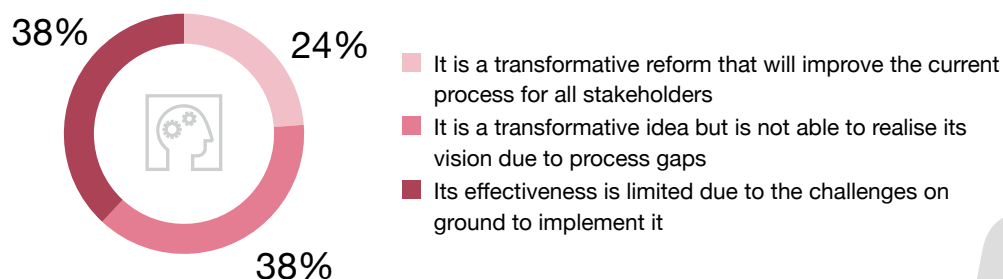 38%
24%
38%
It is a transformative reform that will improve the current
process for all stakeholders
It is a transformative idea but is not able to realise its
vision due to process gaps
Its effectiveness is limited due to the challenges on
ground to implement it